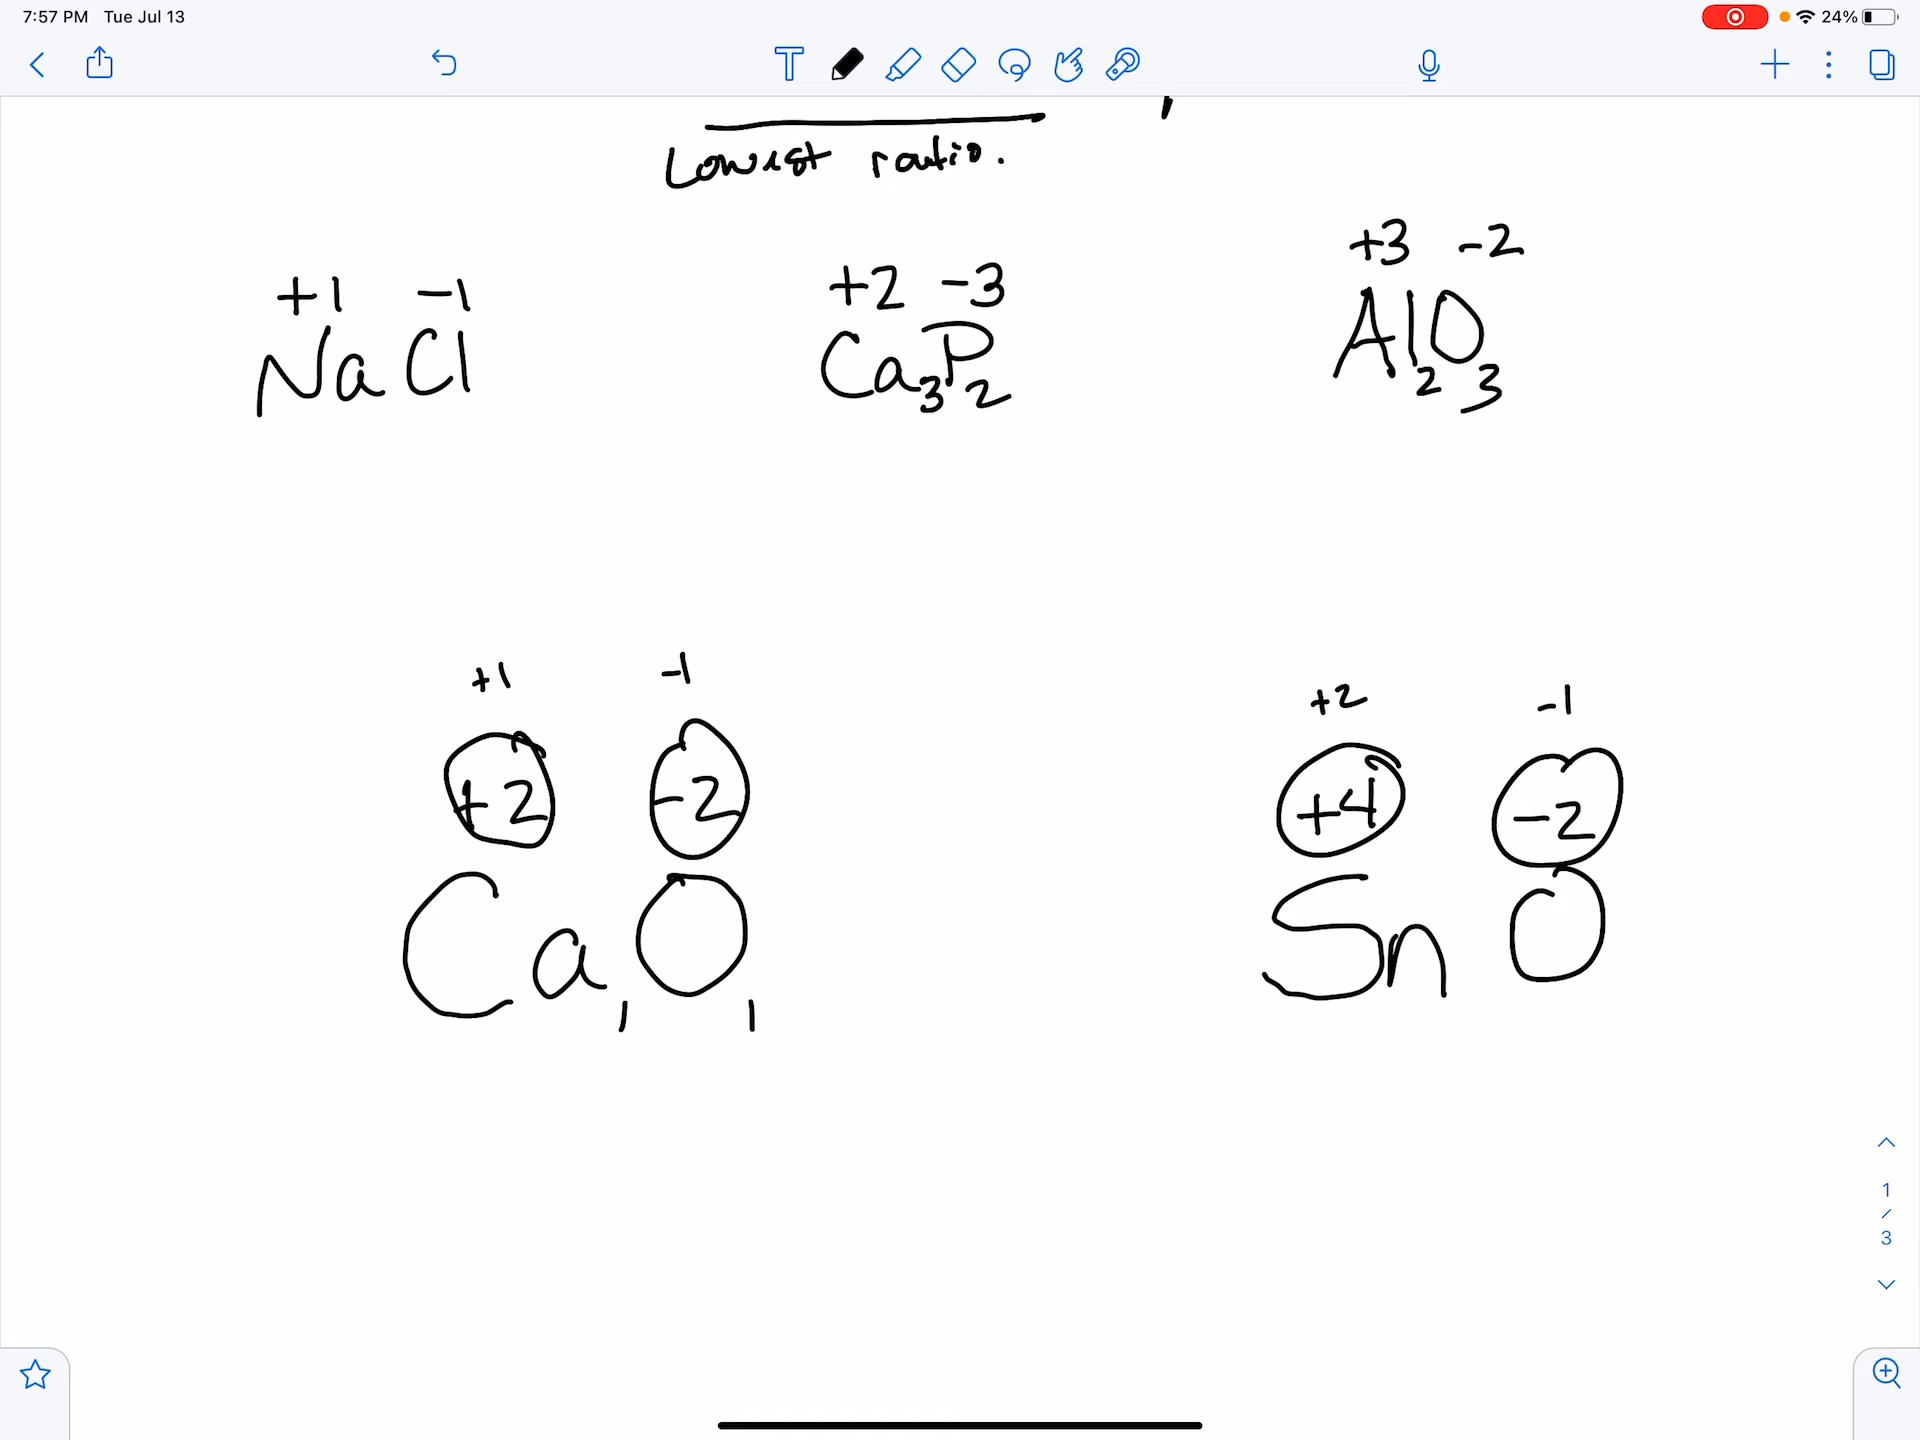 7:57 PM Tue Jul 13
24%
T
Lowest ratio.
+1 -1
NaCl
+2 -3
Ca3P2
+3 -2
Al2O3
+1 -1
+2 -2
Ca1O1
+2 -1
+4 -2
SnO
1
/
3